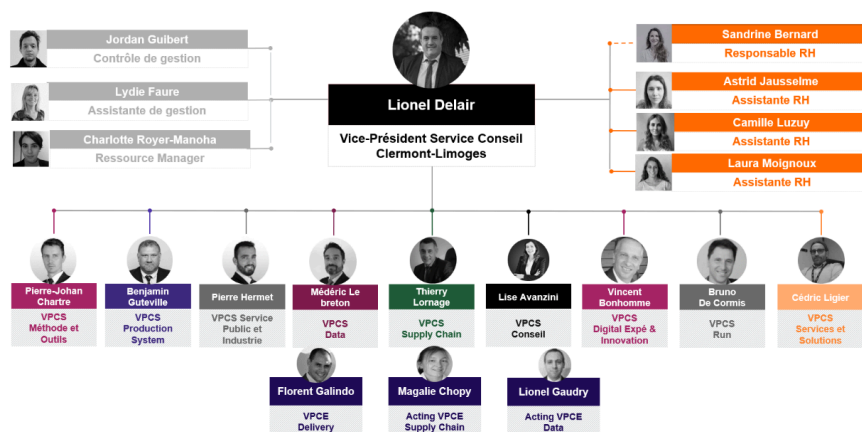 Jordan Guibert
Contrôle de gestion
Lydie Faure
Assistante de gestion
Charlotte Royer-Manoha
Ressource Manager
Lionel Delair
Vice-Président Service Conseil
Clermont-Limoges
Sandrine Bernard
Responsable RH
Astrid Jausselme
Assistante RH
Camille Luzuy
Assistante RH
Laura Moignoux
Assistante RH
Pierre-Johan
Chartre
VPCS
Méthode et
Outils
Benjamin
Guteville
VPCS
Production
System
Pierre Hermet
VPCS Service
Public et
Industrie
Médéric Le
breton
VPCS
Data
Thierry
Lornage
VPCS
Supply Chain
Lise Avanzini
VPCS
Conseil
Vincent
Bonhomme
VPCS
Digital Expé &
Innovation
Bruno
De Cormis
VPCS
Run
Cédric Ligier
VPCS
Services et
Solutions
Florent Galindo
VPCE
Delivery
Magalie Chopy
Acting VPCE
Supply Chain
Lionel Gaudry
Acting VPCE
Data